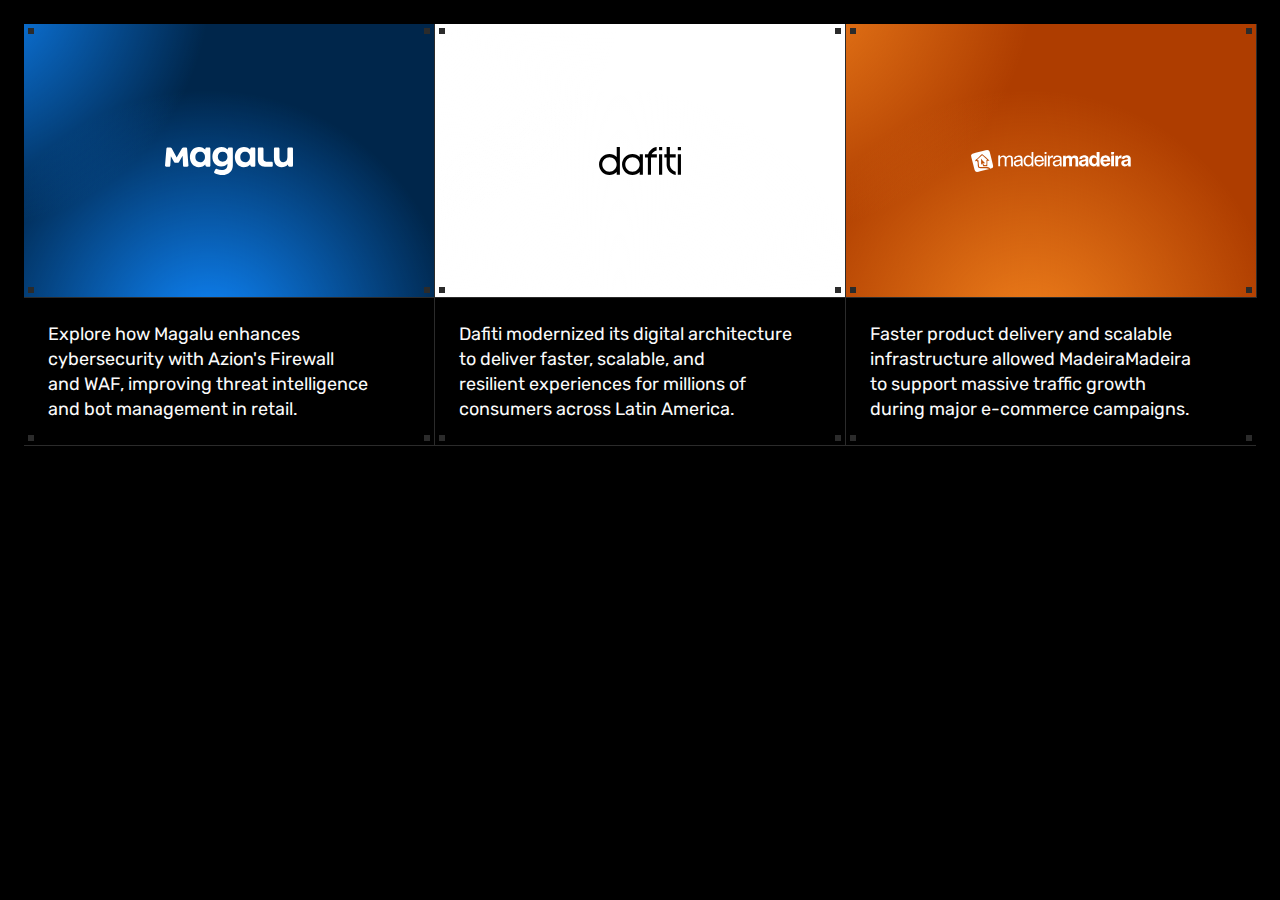 Magalu
dafiti
madeiramadeira
Explore how Magalu enhances
cybersecurity with Azion's Firewall
and WAF, improving threat intelligence
and bot management in retail.
Dafiti modernized its digital architecture
to deliver faster, scalable, and
resilient experiences for millions of
consumers across Latin America.
Faster product delivery and scalable
infrastructure allowed MadeiraMadeira
to support massive traffic growth
during major e-commerce campaigns.